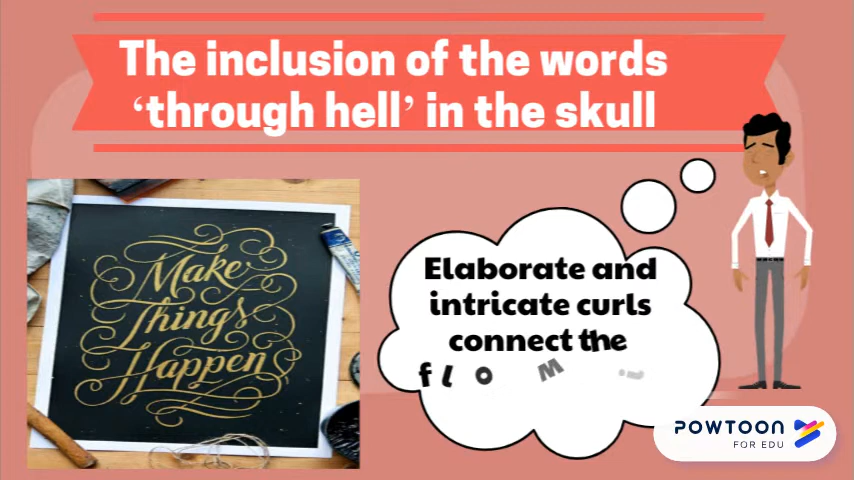 The inclusion of the words
‘through hell’ in the skull
Make
Things
Happen
Elaborate and
intricate curls
connect the
POWTOON
FOR EDU